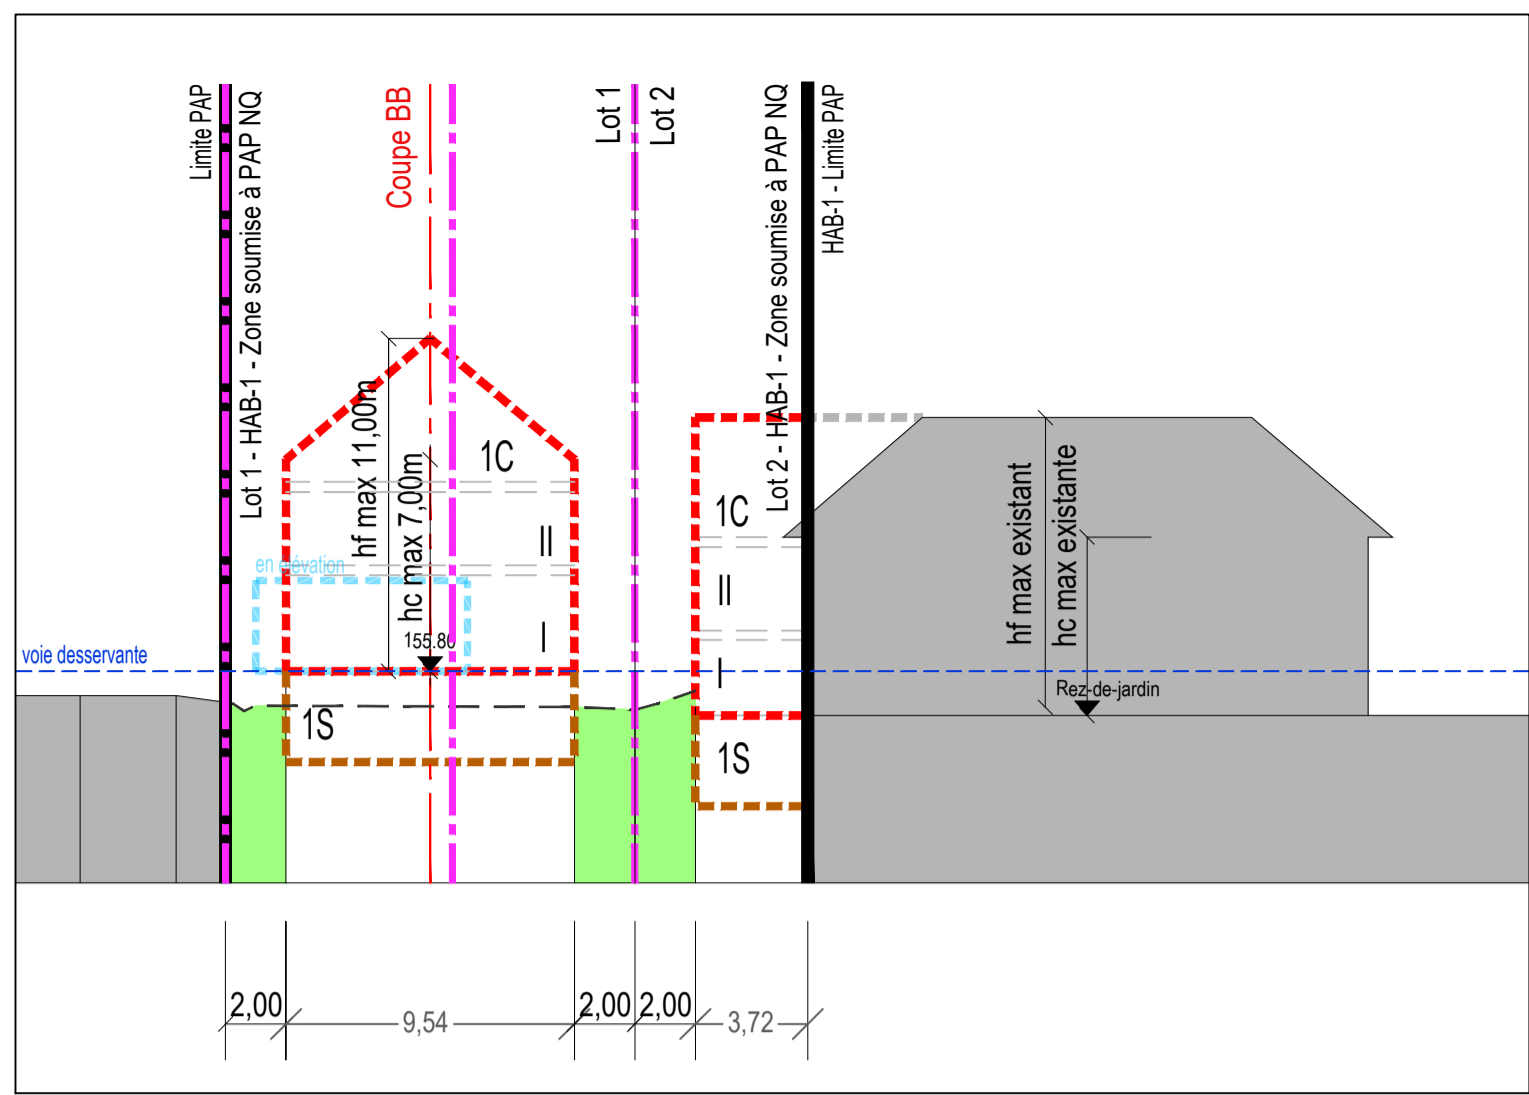 Limite PAP
Lot 1 - HAB-1 - Zone soumise à PAP NQ
Coupe BB
Lot 1
Lot 2
Lot 2 - HAB-1 - Zone soumise à PAP NQ
HAB-1 - Limite PAP
hf max 11,00m
hc max 7,00m
1C
II
I
en élévation
155.80
voie desservante
1S
1C
II
I
1S
hf max existant
hc max existante
Rez-de-jardin
2,00
9,54
2,00
2,00
3,72